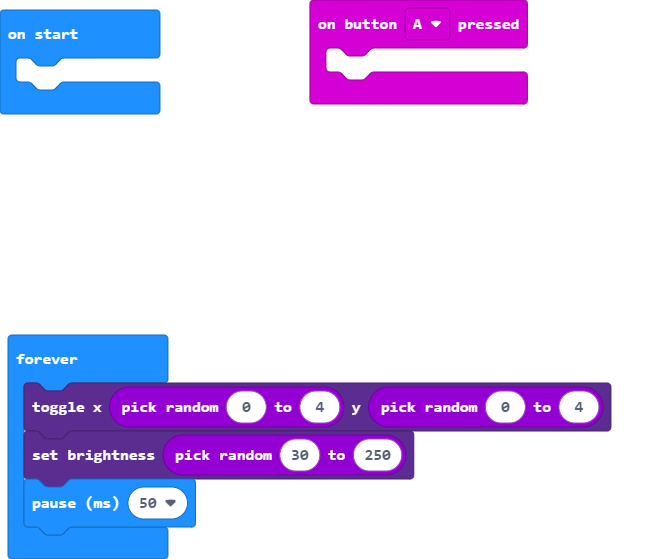 on start
on button A pressed
forever
toggle x pick random 0 to 4 y pick random 0 to 4
set brightness pick random 30 to 250
pause (ms) 50